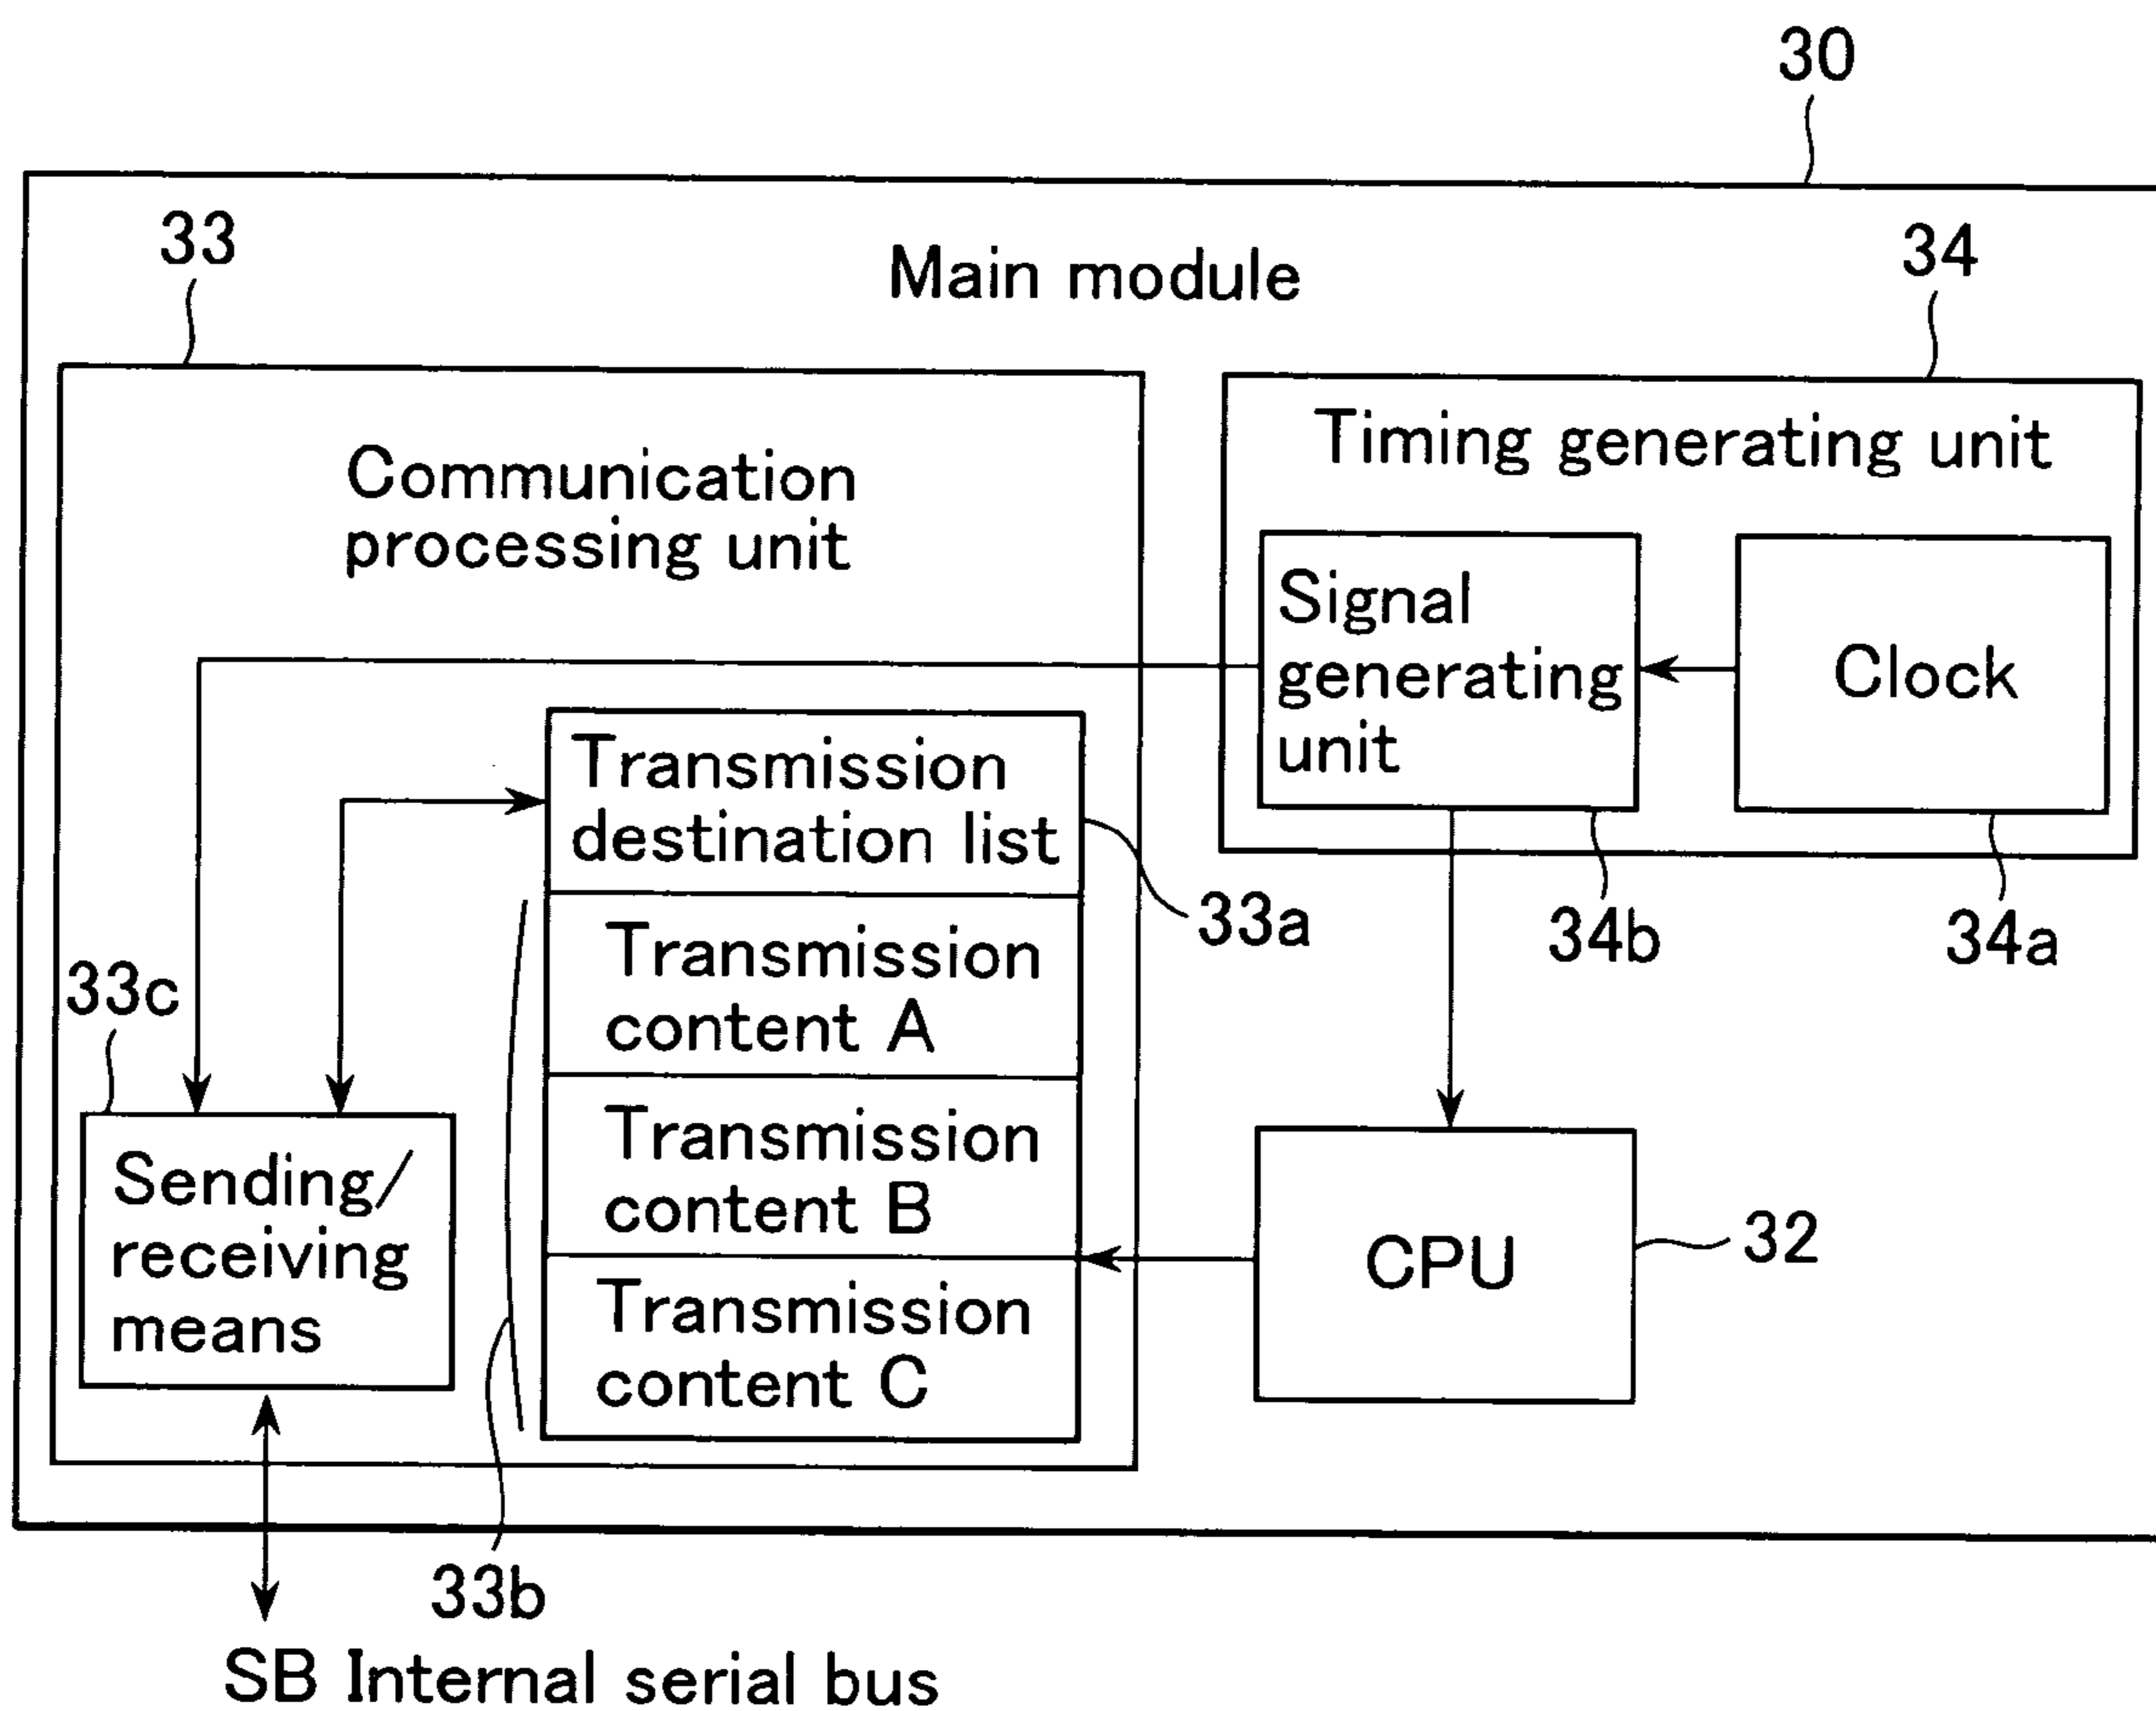 30
33
Main module
34
Communication
processing unit
Timing generating unit
Signal
generating
unit
Clock
Transmission
destination list
33a
34b
34a
33c
Transmission
content A
Transmission
content B
Sending/
receiving
means
CPU
32
Transmission
content C
33b
SB Internal serial bus